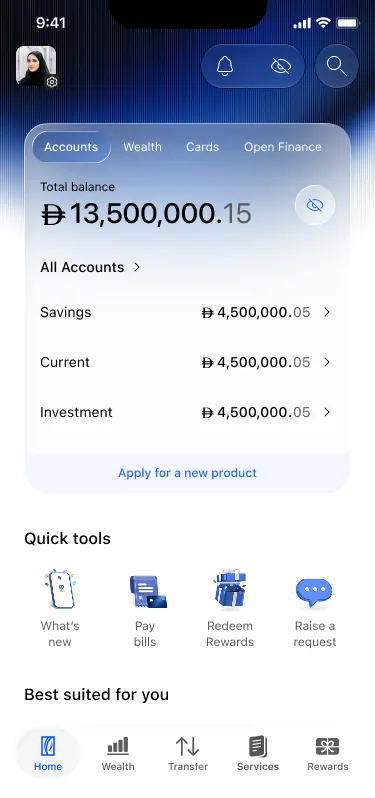 9:41
Accounts
Wealth
Cards
Open Finance
Total balance
13,500,000.15
All Accounts
Savings
4,500,000.05
Current
4,500,000.05
Investment
4,500,000.05
Apply for a new product
Quick tools
What's
new
Pay
bills
Redeem
Rewards
Raise a
request
Best suited for you
Home
Wealth
Transfer
Services
Rewards